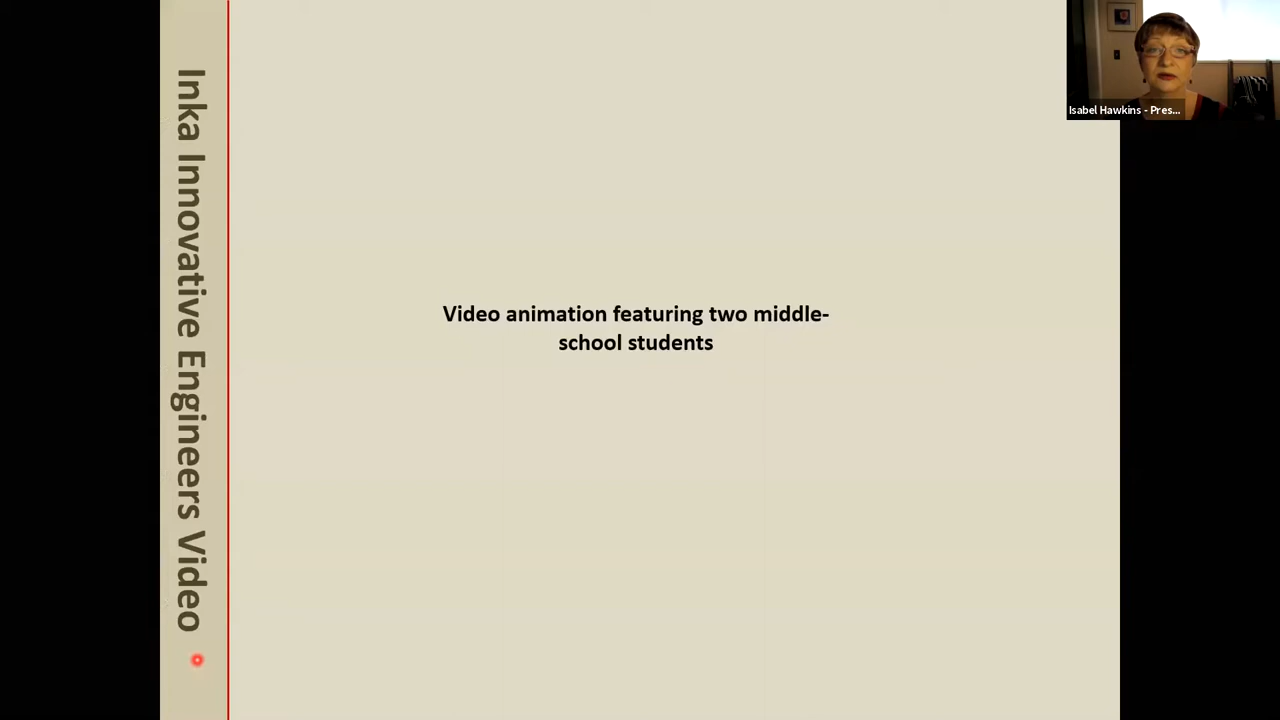 Inka Innovative Engineers Video
Video animation featuring two middle-
school students
Isabel Hawkins - Pres...